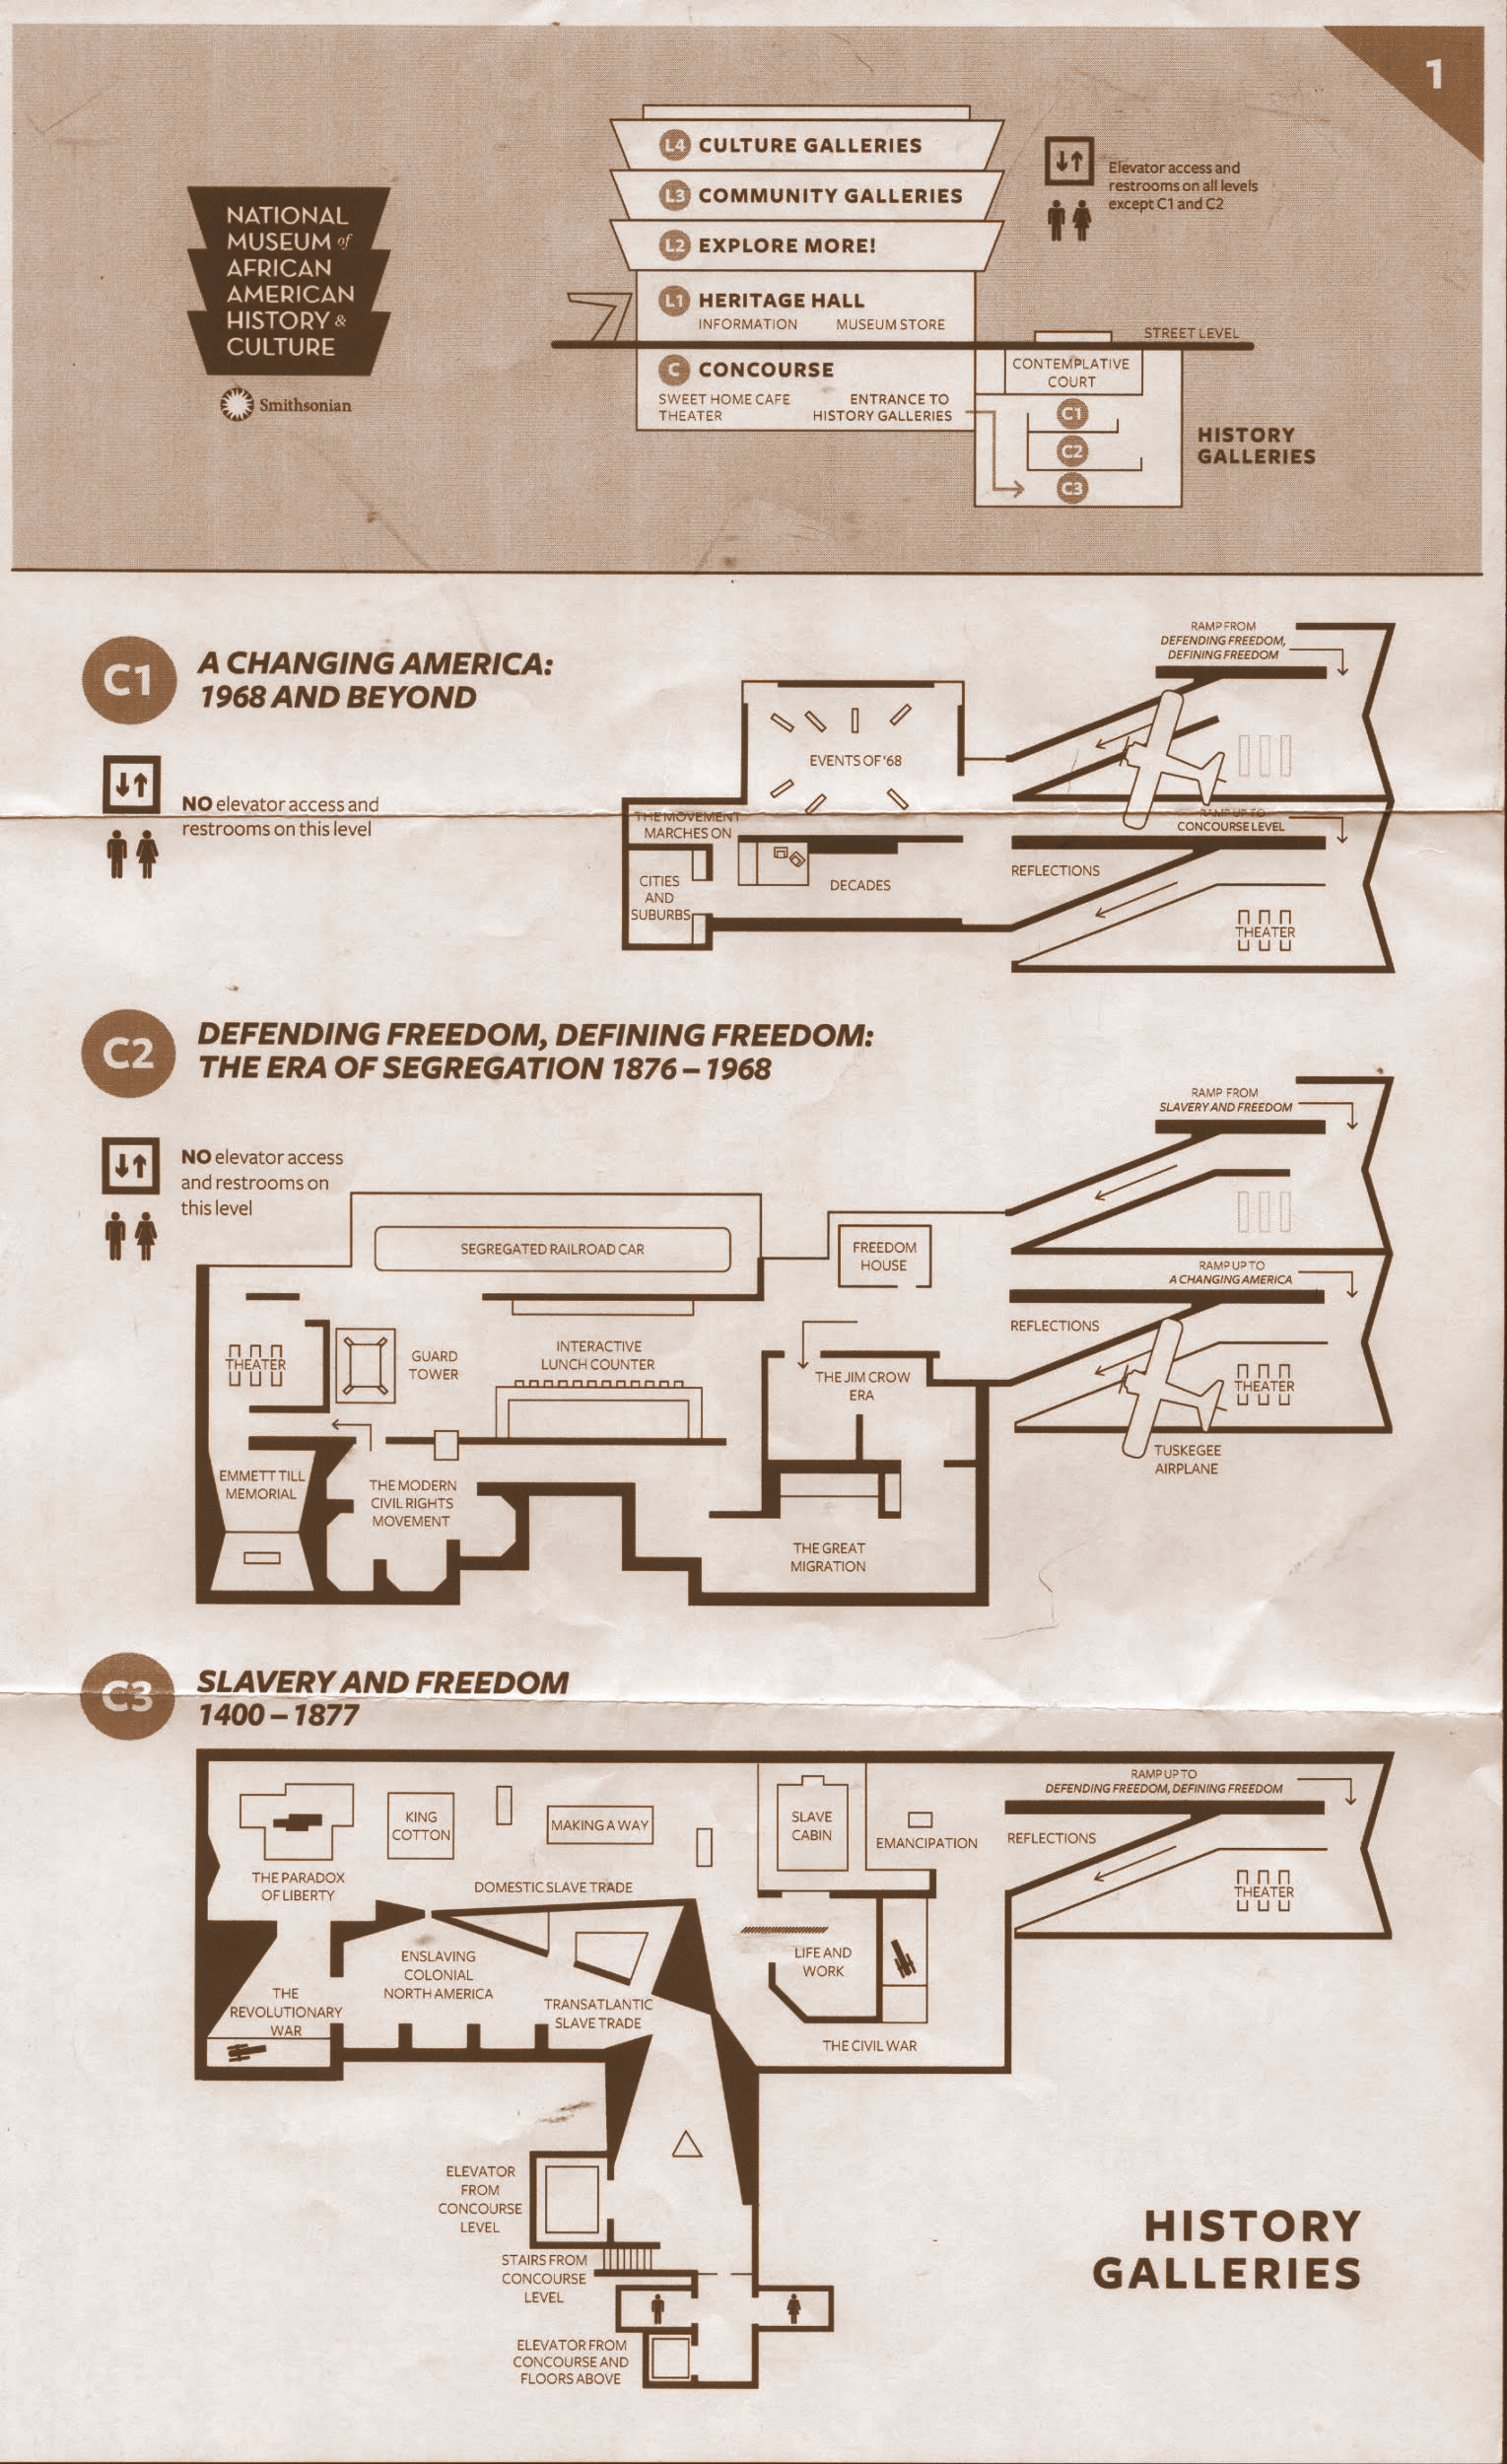 1
NATIONAL
MUSEUM of
AFRICAN
AMERICAN
HISTORY &
CULTURE
Smithsonian
L4 CULTURE GALLERIES
L3 COMMUNITY GALLERIES
L2 EXPLORE MORE!
L1 HERITAGE HALL
INFORMATION MUSEUM STORE
C CONCOURSE
SWEET HOME CAFE
THEATER
ENTRANCE TO
HISTORY GALLERIES
Elevator access and
restrooms on all levels
except C1 and C2
STREET LEVEL
CONTEMPLATIVE
COURT
C1
C2
C3
HISTORY
GALLERIES
C1
A CHANGING AMERICA:
1968 AND BEYOND
NO elevator access and
restrooms on this level
RAMP FROM
DEFENDING FREEDOM,
DEFINING FREEDOM
EVENTS OF '68
THE MOVEMENT
MARCHES ON
CITIES
AND
SUBURBS
DECADES
RAMP UP TO
CONCOURSE LEVEL
REFLECTIONS
THEATER
C2
DEFENDING FREEDOM, DEFINING FREEDOM:
THE ERA OF SEGREGATION 1876 – 1968
NO elevator access
and restrooms on
this level
RAMP FROM
SLAVERY AND FREEDOM
SEGREGATED RAILROAD CAR
FREEDOM
HOUSE
RAMP UP TO
A CHANGING AMERICA
REFLECTIONS
THEATER
GUARD
TOWER
INTERACTIVE
LUNCH COUNTER
THE JIM CROW
ERA
THEATER
TUSKEGEE
AIRPLANE
EMMETT TILL
MEMORIAL
THE MODERN
CIVIL RIGHTS
MOVEMENT
THE GREAT
MIGRATION
C3
SLAVERY AND FREEDOM
1400 – 1877
RAMP UP TO
DEFENDING FREEDOM, DEFINING FREEDOM
KING
COTTON
MAKING A WAY
SLAVE
CABIN
EMANCIPATION
REFLECTIONS
THE PARADOX
OF LIBERTY
DOMESTIC SLAVE TRADE
THEATER
ENSLAVING
COLONIAL
NORTH AMERICA
LIFE AND
WORK
THE
REVOLUTIONARY
WAR
TRANSATLANTIC
SLAVE TRADE
THE CIVIL WAR
ELEVATOR
FROM
CONCOURSE
LEVEL
STAIRS FROM
CONCOURSE
LEVEL
ELEVATOR FROM
CONCOURSE AND
FLOORS ABOVE
HISTORY
GALLERIES